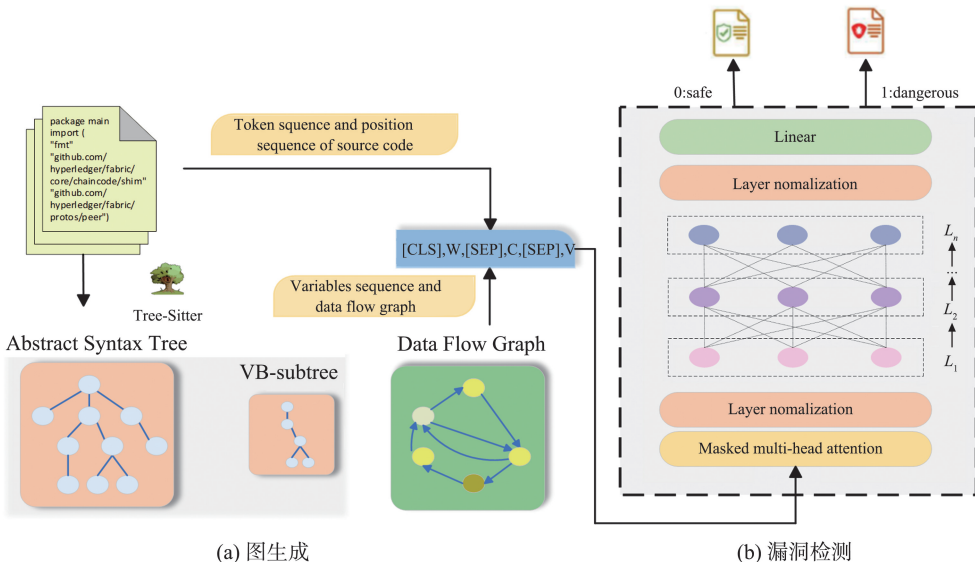 package main
import (
"fmt"
"github.com/
hyperledger/fabric/
core/chaincode/shim"
"github.com/
hyperledger/fabric/
protos/peer")
Tree-Sitter
Token squence and position
sequence of source code
[CLS],W,[SEP],C,[SEP],V
Variables sequence and
data flow graph
Abstract Syntax Tree
VB-subtree
Data Flow Graph
(a) 图生成
0:safe
1:dangerous
Linear
Layer nomalization
Ln
...
L2
L1
Layer nomalization
Masked multi-head attention
(b) 漏洞检测